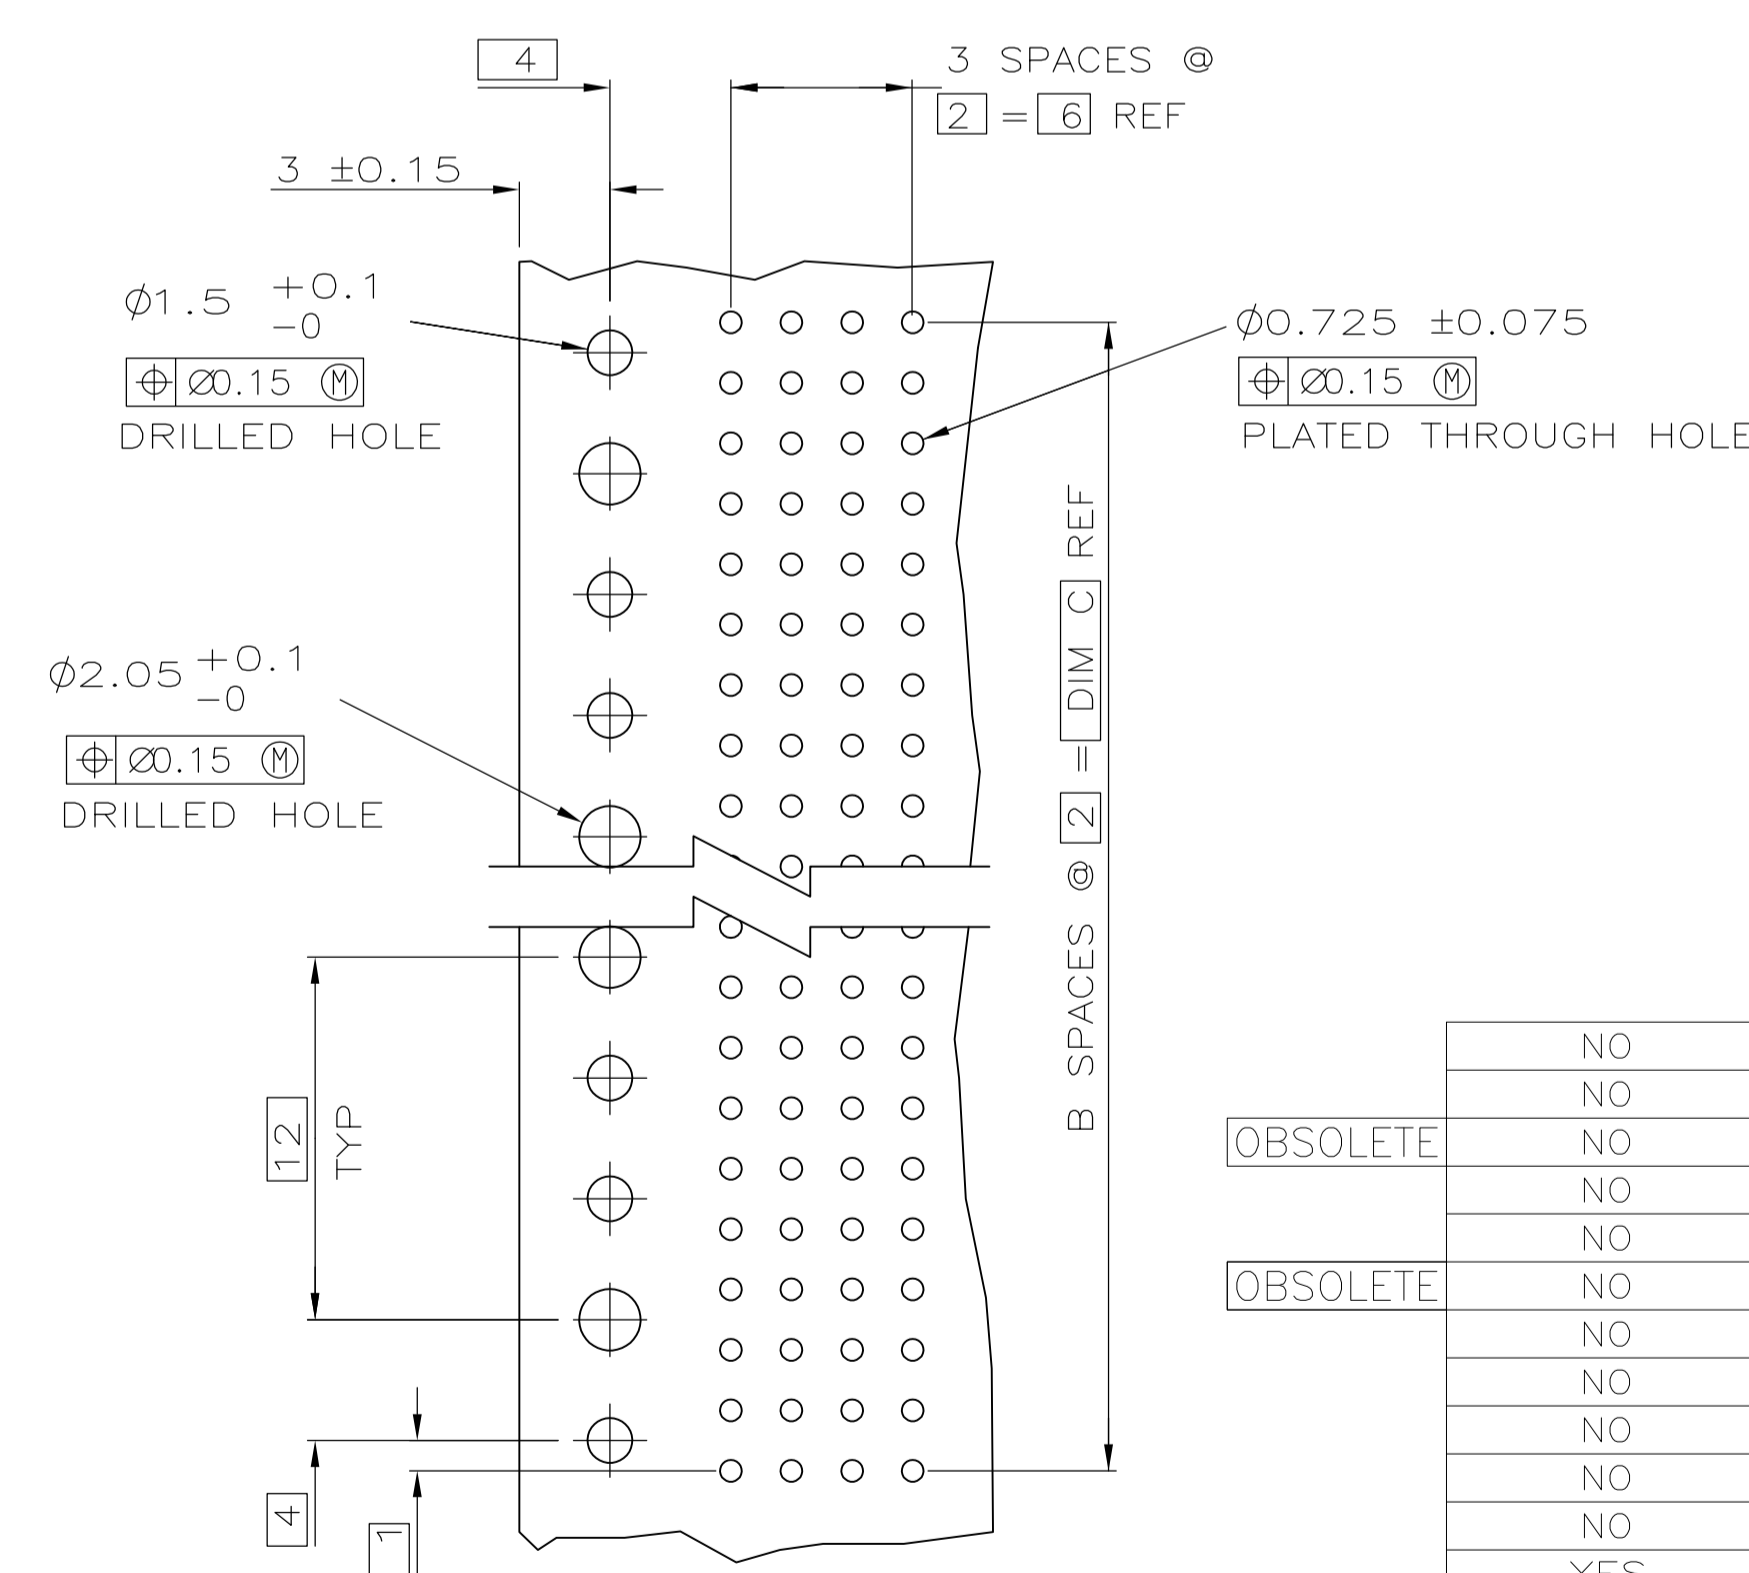 4
3 SPACES @
2 = 6 REF
3 ±0.15
Ø1.5 +0.1
-0
⌖ Ø0.15 Ⓜ
DRILLED HOLE
Ø0.725 ±0.075
⌖ Ø0.15 Ⓜ
PLATED THROUGH HOLE
Ø2.05 +0.1
-0
⌖ Ø0.15 Ⓜ
DRILLED HOLE
B SPACES @ 2 = DIM C REF
12
TYP
4
1
NO
NO
OBSOLETE NO
NO
NO
OBSOLETE NO
NO
NO
NO
NO
NO
YES